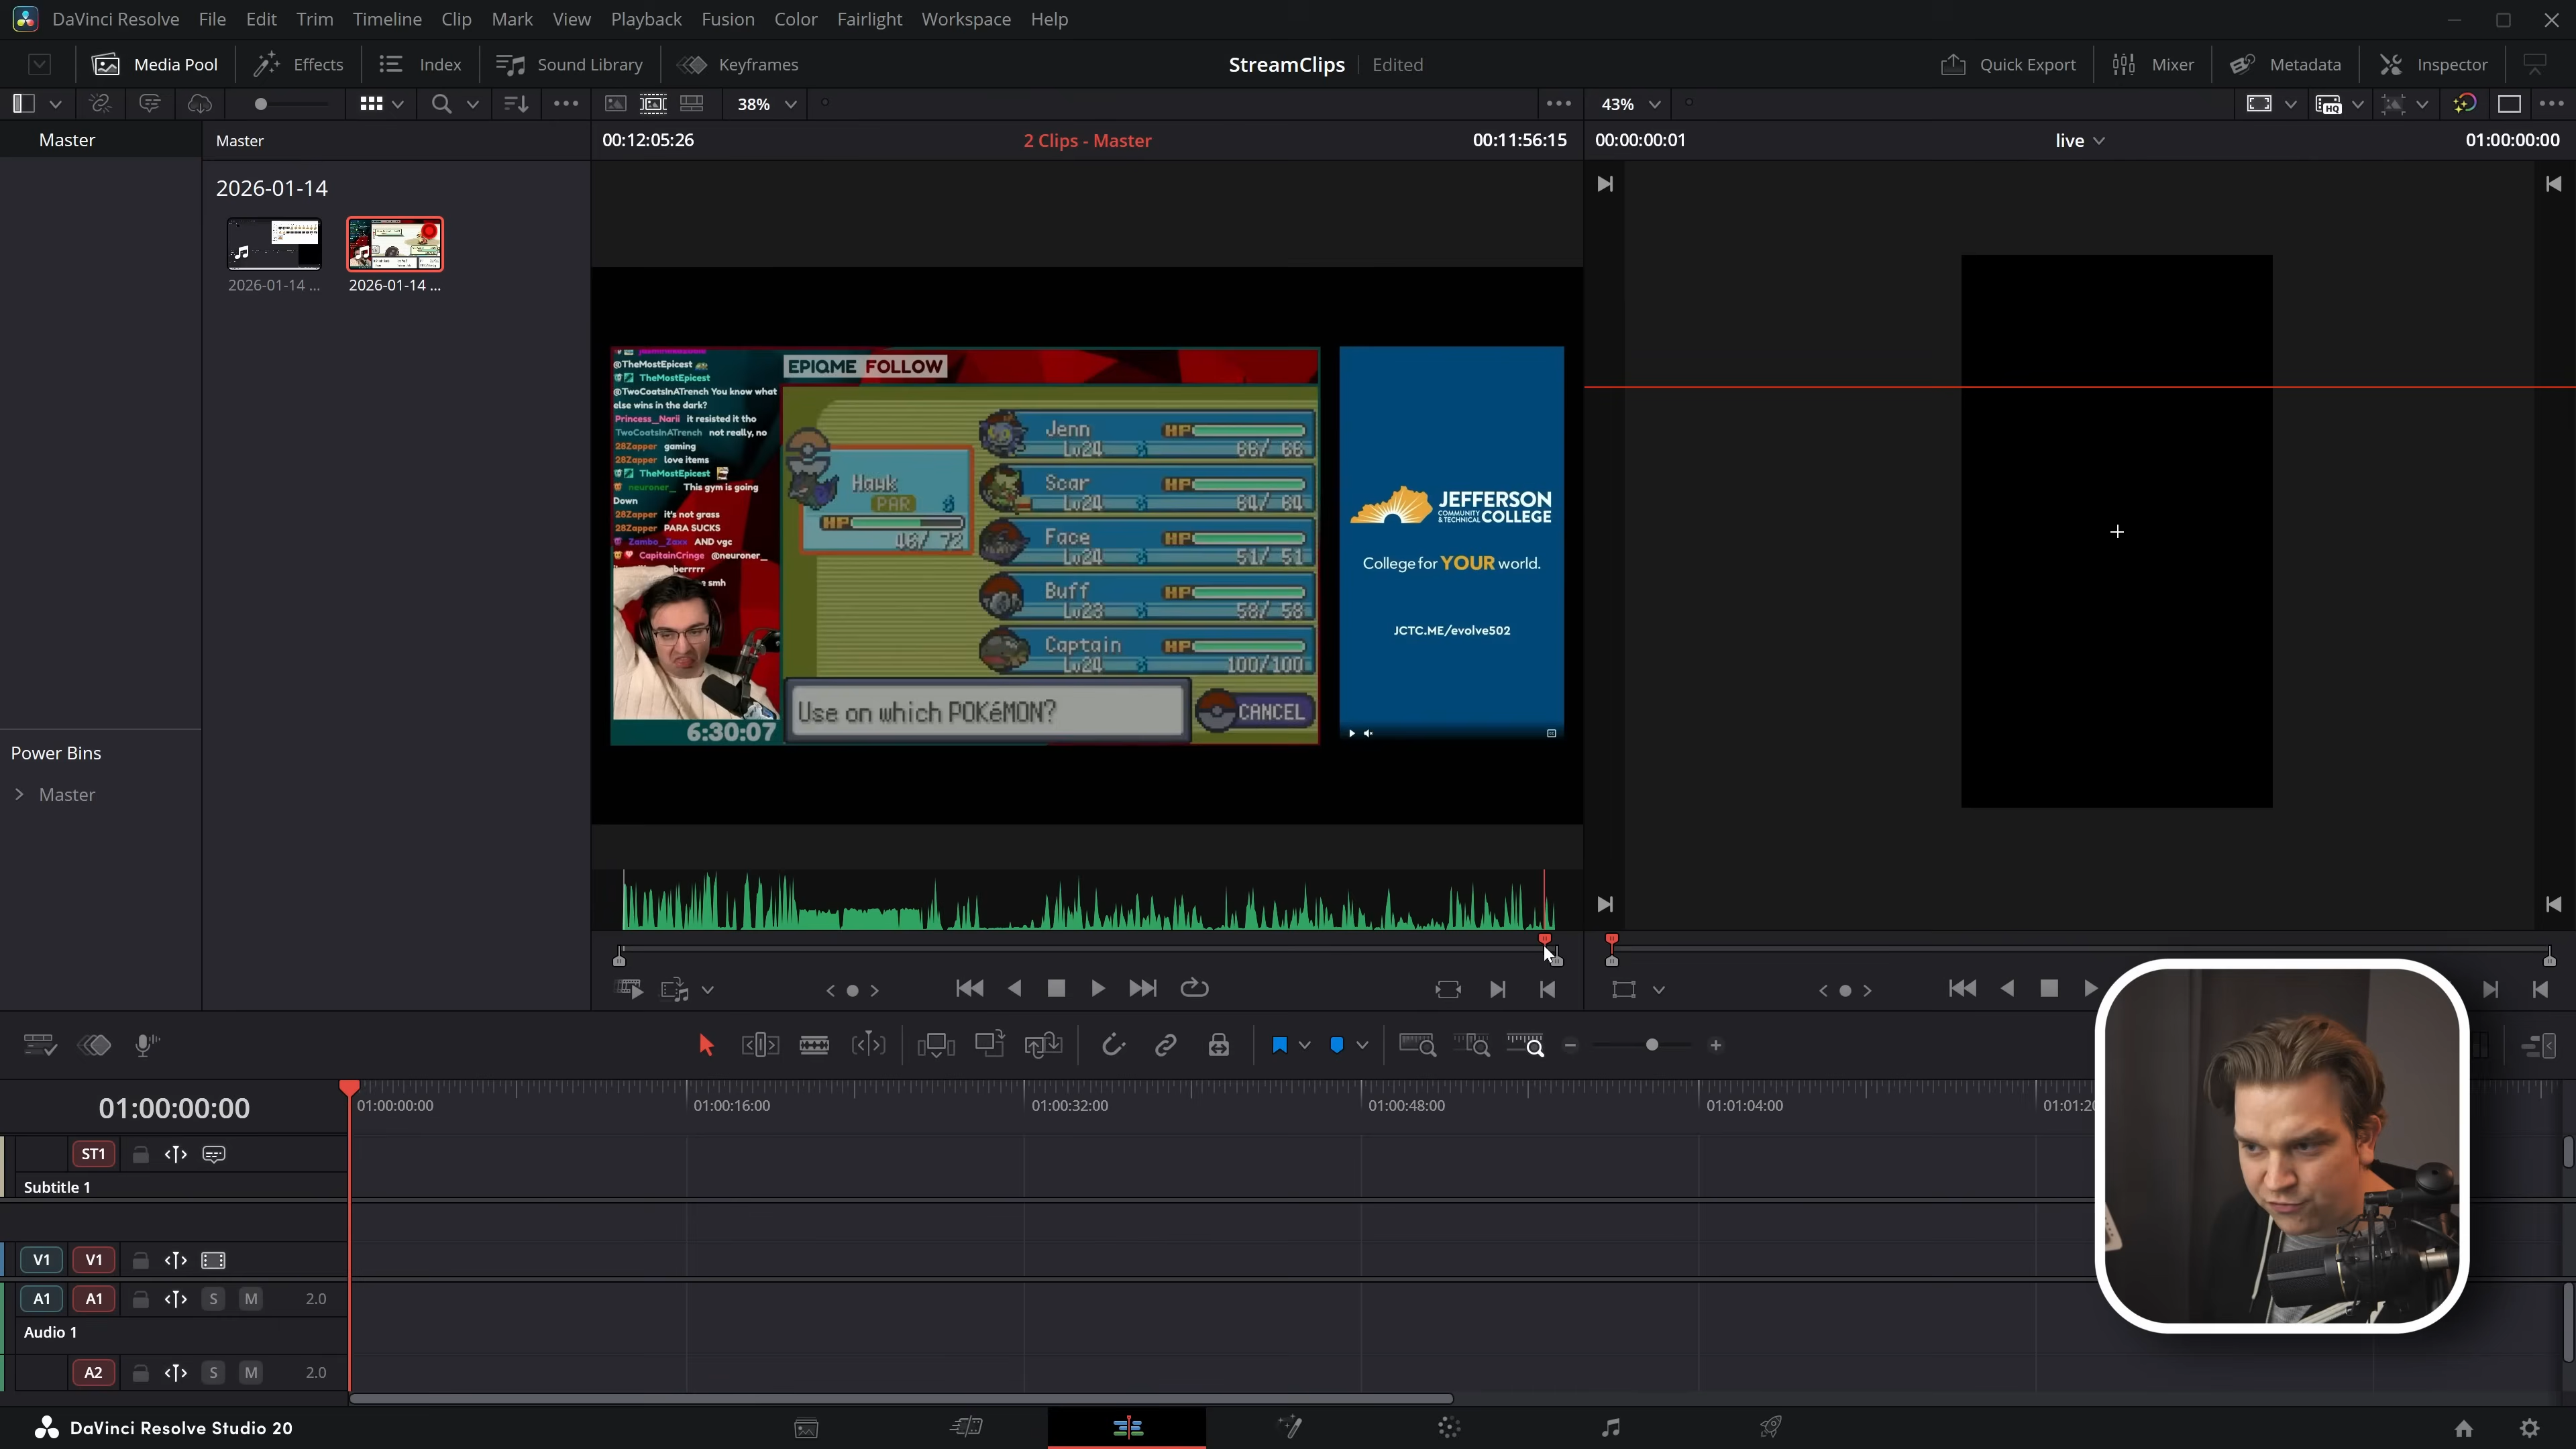 DaVinci Resolve File Edit Trim Timeline Clip Mark View Playback Fusion Color Fairlight Workspace Help
Media Pool Effects Index Sound Library Keyframes StreamClips Edited Quick Export Mixer Metadata Inspector
38% 43%
Master Master 00:12:05:26 2 Clips - Master 00:11:56:15 00:00:00:01 live 01:00:00:00
2026-01-14
2026-01-14 ... 2026-01-14 ...
@TheMostEpicest
TheMostEpicest
@TwoCoatsInATrench You know what
else wins in the dark?
Princess_Narii it resisted it tho
TwoCoatsInATrench not really, no
28Zapper gaming
28Zapper love items
TheMostEpicest
neuroner_ This gym is going
Down
28Zapper it's not grass
28Zapper PARA SUCKS
Zambo_Zaxx AND vgc
CapitainCringe @neuroner_
smh
6:30:07
EPIQME FOLLOW
Hawk
PAR
HP
46/ 72
Jenn HP
Lv24 66/ 66
Scar HP
Lv24 64/ 64
Face HP
Lv24 51/ 51
Buff HP
Lv23 58/ 58
Captain HP
Lv24 100/100
Use on which POKéMON? CANCEL
JEFFERSON
COMMUNITY & TECHNICAL COLLEGE
College for YOUR world.
JCTC.ME/evolve502
Power Bins
Master
01:00:00:00 01:00:00:00 01:00:16:00 01:00:32:00 01:00:48:00 01:01:04:00 01:01:20
ST1
Subtitle 1
V1 V1
A1 A1 S M 2.0
Audio 1
A2 S M 2.0
DaVinci Resolve Studio 20